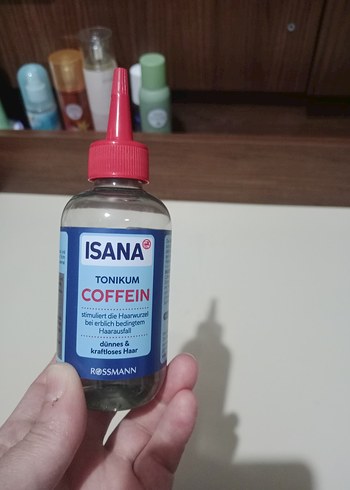 ISANA
TONIKUM
COFFEIN
stimuliert die Haarwurzel
bei erblich bedingtem
Haarausfall
dünnes &
kraftloses Haar
ROSSMANN